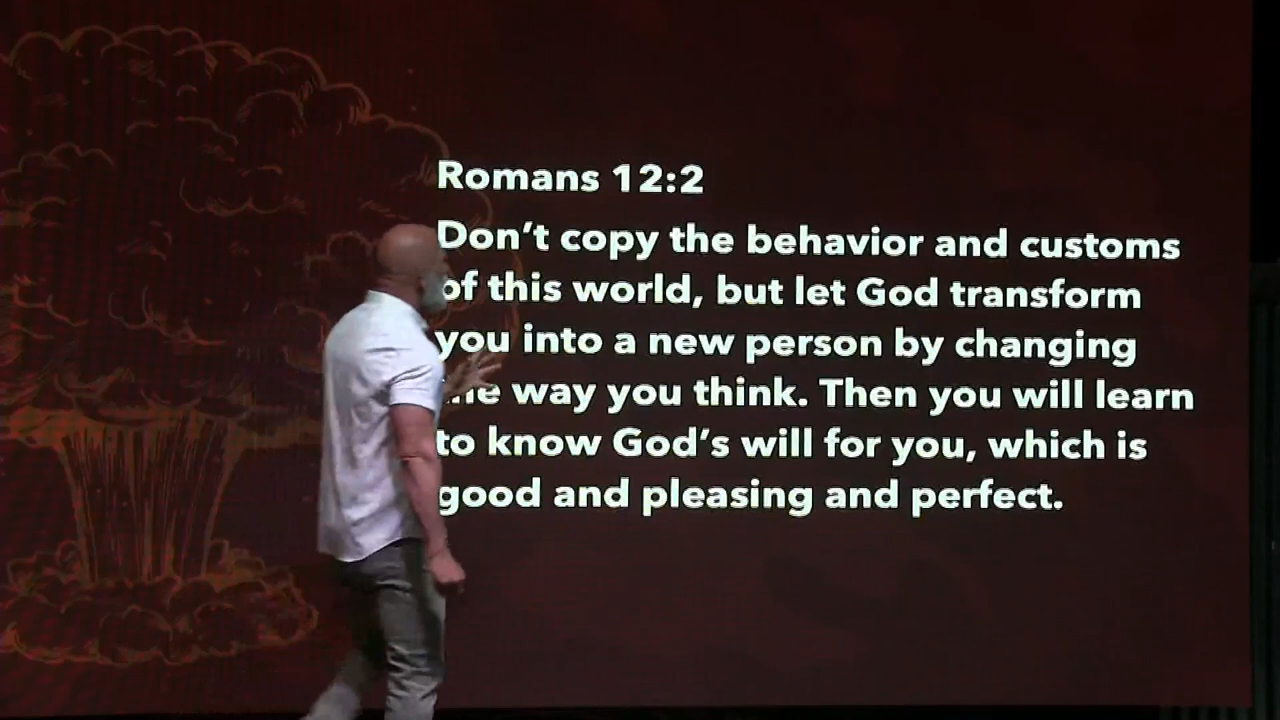 Romans 12:2
Don't copy the behavior and customs
of this world, but let God transform
you into a new person by changing
way you think. Then you will learn
to know God's will for you, which is
good and pleasing and perfect.